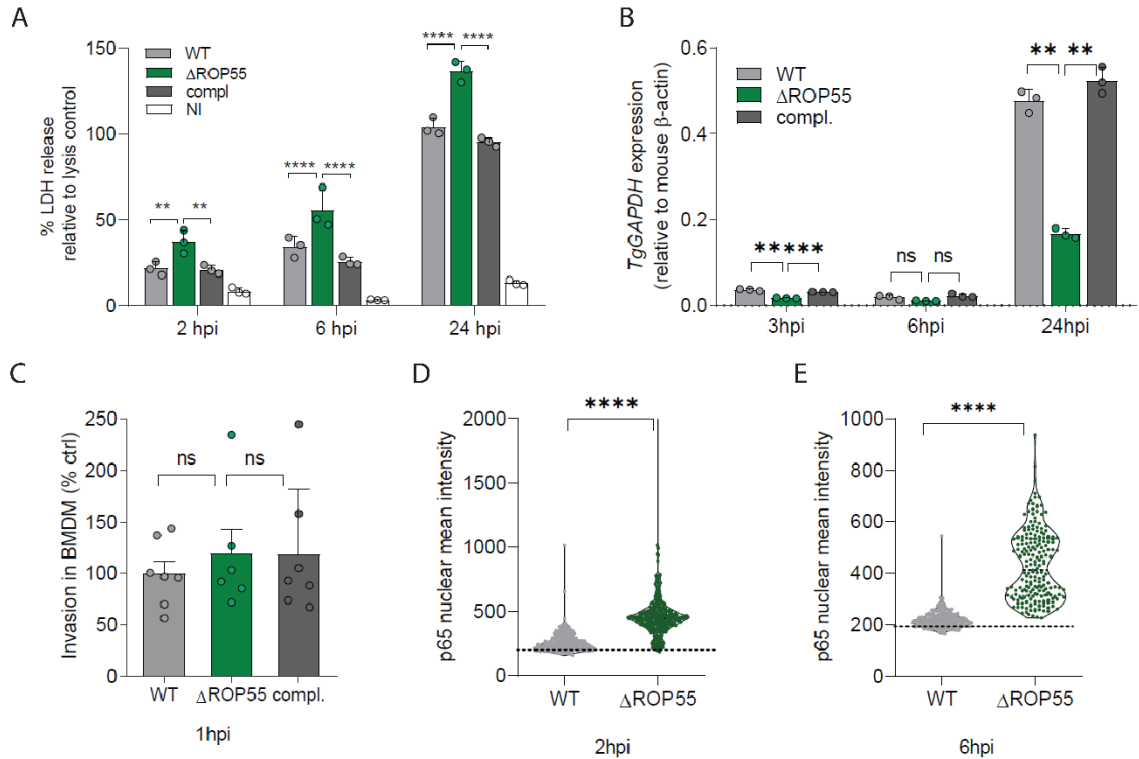 A
% LDH release
relative to lysis control
150
100
50
0
WT
ΔROP55
compl
NI
** **
**** ****
**** ****
2 hpi 6 hpi 24 hpi
B
TgGAPDH expression
(relative to mouse β-actin)
0.6
0.4
0.2
0.0
WT
ΔROP55
compl.
*****
ns ns
** **
3hpi 6hpi 24hpi
C
Invasion in BMDM (% ctrl)
250
200
150
100
50
0
ns ns
WT ΔROP55 compl.
1hpi
D
p65 nuclear mean intensity
2000
1500
1000
500
0
****
WT ΔROP55
2hpi
E
p65 nuclear mean intensity
1000
800
600
400
200
0
****
WT ΔROP55
6hpi